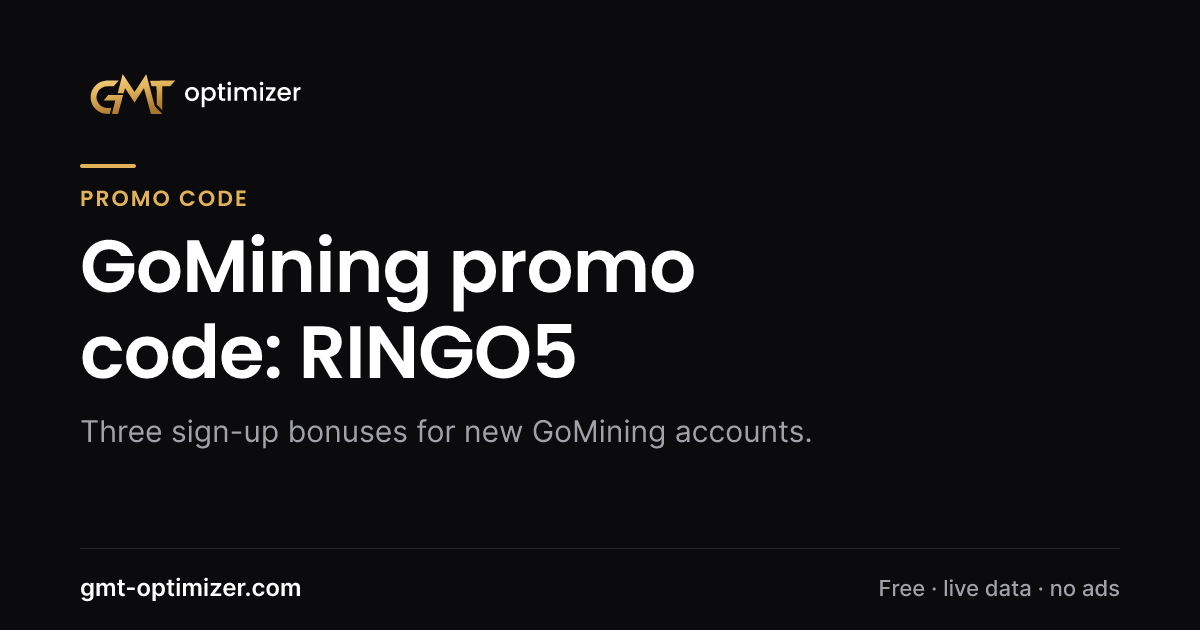 GMT optimizer
PROMO CODE
GoMining promo
code: RINGO5
Three sign-up bonuses for new GoMining accounts.
gmt-optimizer.com
Free · live data · no ads